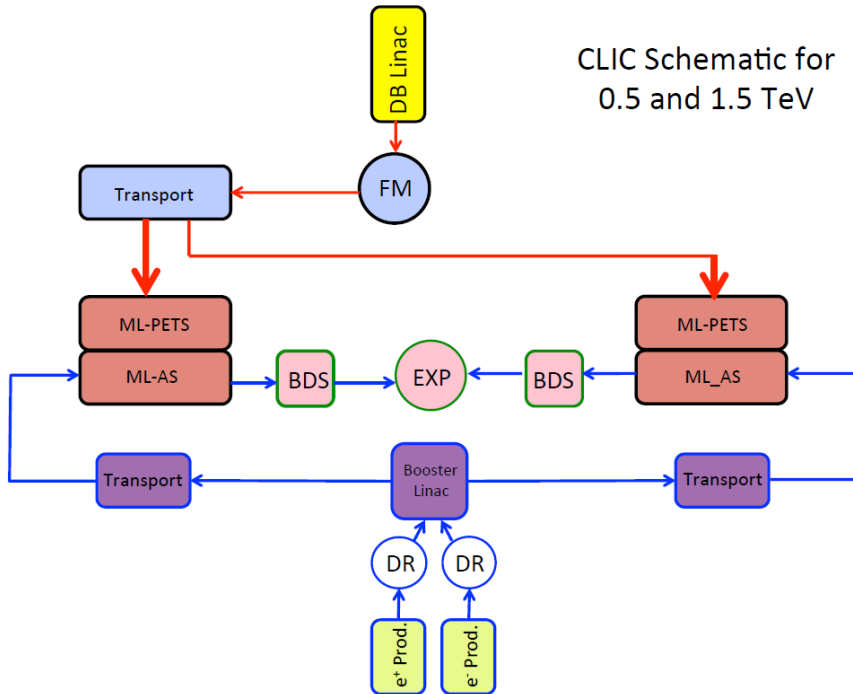 DB Linac
CLIC Schematic for
0.5 and 1.5 TeV
FM
Transport
ML-PETS
ML-PETS
ML-AS
BDS
EXP
BDS
ML_AS
Transport
Booster
Linac
Transport
DR
DR
e⁺ Prod.
e⁻ Prod.